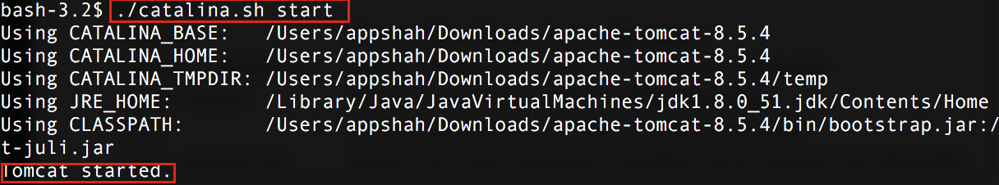 bash-3.2$ ./catalina.sh start
Using CATALINA_BASE:   /Users/appshah/Downloads/apache-tomcat-8.5.4
Using CATALINA_HOME:   /Users/appshah/Downloads/apache-tomcat-8.5.4
Using CATALINA_TMPDIR: /Users/appshah/Downloads/apache-tomcat-8.5.4/temp
Using JRE_HOME:        /Library/Java/JavaVirtualMachines/jdk1.8.0_51.jdk/Contents/Home
Using CLASSPATH:       /Users/appshah/Downloads/apache-tomcat-8.5.4/bin/bootstrap.jar:/
t-juli.jar
Tomcat started.